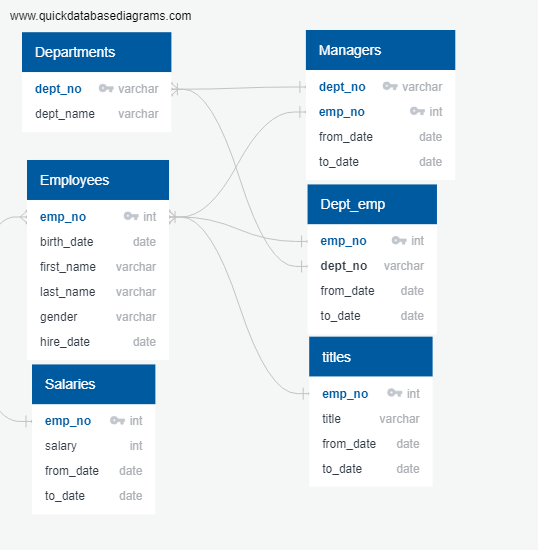 www.quickdatabasediagrams.com
Departments
dept_no varchar
dept_name varchar
Managers
dept_no varchar
emp_no int
from_date date
to_date date
Employees
emp_no int
birth_date date
first_name varchar
last_name varchar
gender varchar
hire_date date
Dept_emp
emp_no int
dept_no varchar
from_date date
to_date date
Salaries
emp_no int
salary int
from_date date
to_date date
titles
emp_no int
title varchar
from_date date
to_date date